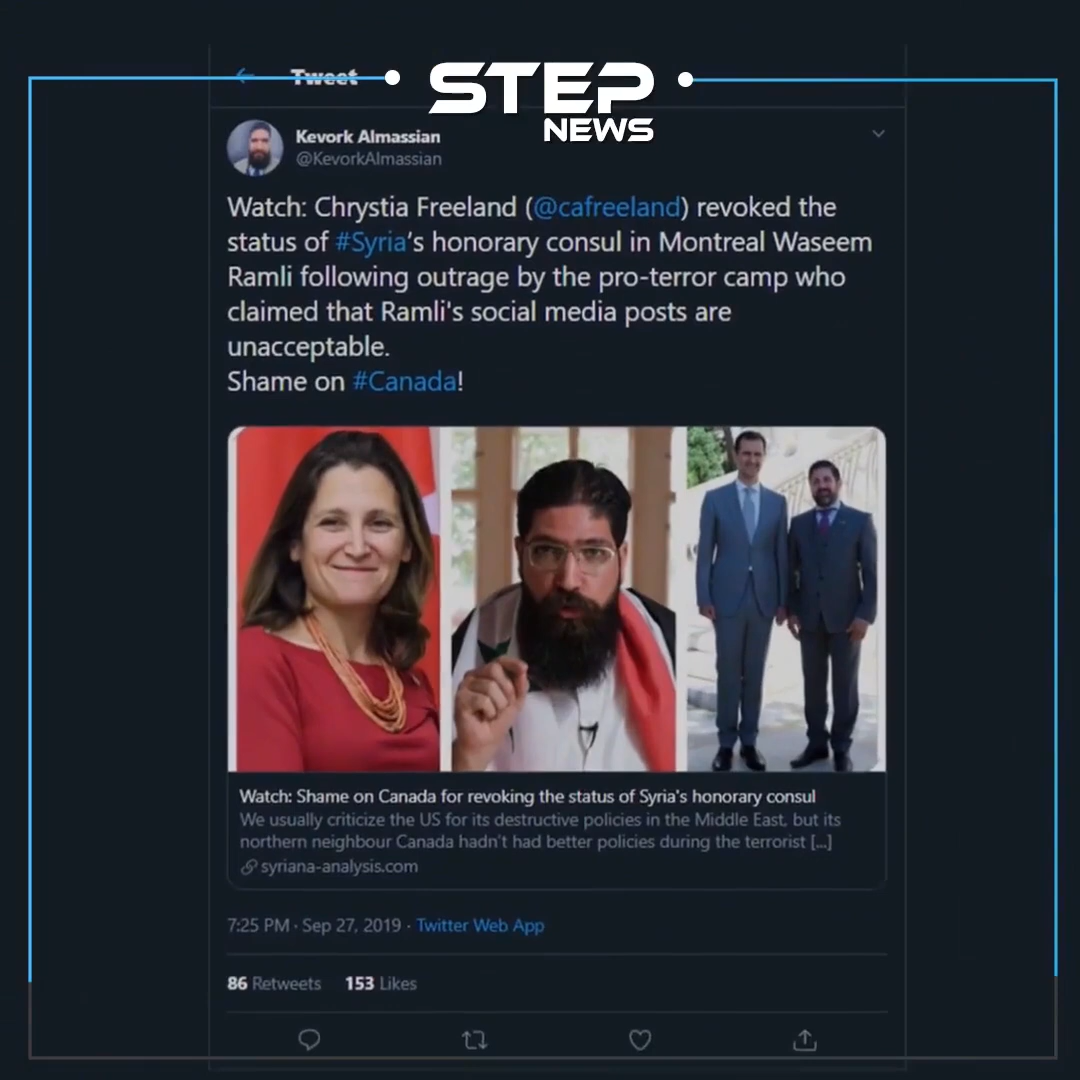 STEP
NEWS
Tweet
Kevork Almassian
@KevorkAlmassian
Watch: Chrystia Freeland (@cafreeland) revoked the
status of #Syria's honorary consul in Montreal Waseem
Ramli following outrage by the pro-terror camp who
claimed that Ramli's social media posts are
unacceptable.
Shame on #Canada!
Watch: Shame on Canada for revoking the status of Syria's honorary consul
We usually criticize the US for its destructive policies in the Middle East, but its
northern neighbour Canada hadn't had better policies during the terrorist [...]
syriana-analysis.com
7:25 PM · Sep 27, 2019 · Twitter Web App
86 Retweets 153 Likes